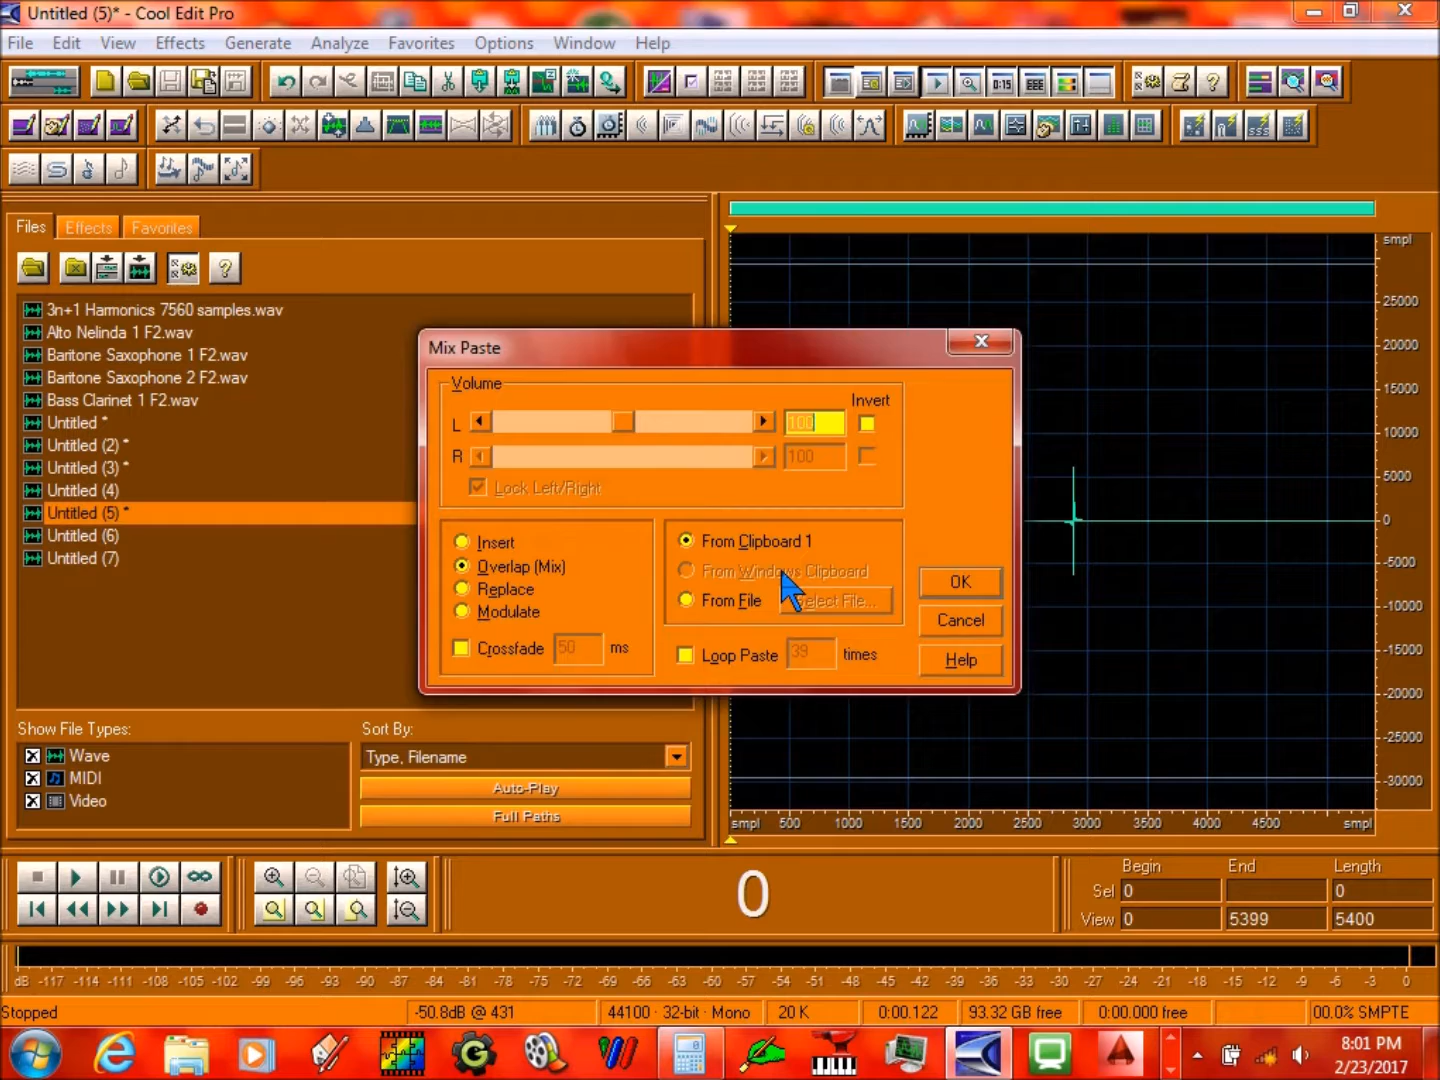 Untitled (5)* - Cool Edit Pro
File Edit View Effects Generate Analyze Favorites Options Window Help
Files Effects Favorites
3n+1 Harmonics 7560 samples.wav
Alto Nelinda 1 F2.wav
Baritone Saxophone 1 F2.wav
Baritone Saxophone 2 F2.wav
Bass Clarinet 1 F2.wav
Untitled *
Untitled (2) *
Untitled (3) *
Untitled (4)
Untitled (5) *
Untitled (6)
Untitled (7)
Show File Types:
Wave
MIDI
Video
Sort By:
Type, Filename
Auto-Play
Full Paths
Mix Paste
Volume
Invert
L 100
R 100
Lock Left/Right
Insert
Overlap (Mix)
Replace
Modulate
Crossfade 50 ms
From Clipboard 1
From Windows Clipboard
From File Select File...
Loop Paste 39 times
OK
Cancel
Help
smpl
25000
20000
15000
10000
5000
0
-5000
-10000
-15000
-20000
-25000
-30000
smpl 500 1000 1500 2000 2500 3000 3500 4000 4500 smpl
0
Begin End Length
Sel 0 0
View 0 5399 5400
dB -117 -114 -111 -108 -105 -102 -99 -96 -93 -90 -87 -84 -81 -78 -75 -72 -69 -66 -63 -60 -57 -54 -51 -48 -45 -42 -39 -36 -33 -30 -27 -24 -21 -18 -15 -12 -9 -6 -3 0
Stopped -50.8dB @ 431 44100 · 32-bit · Mono 20 K 0:00.122 93.32 GB free 0:00.000 free 00.0% SMPTE
8:01 PM
2/23/2017